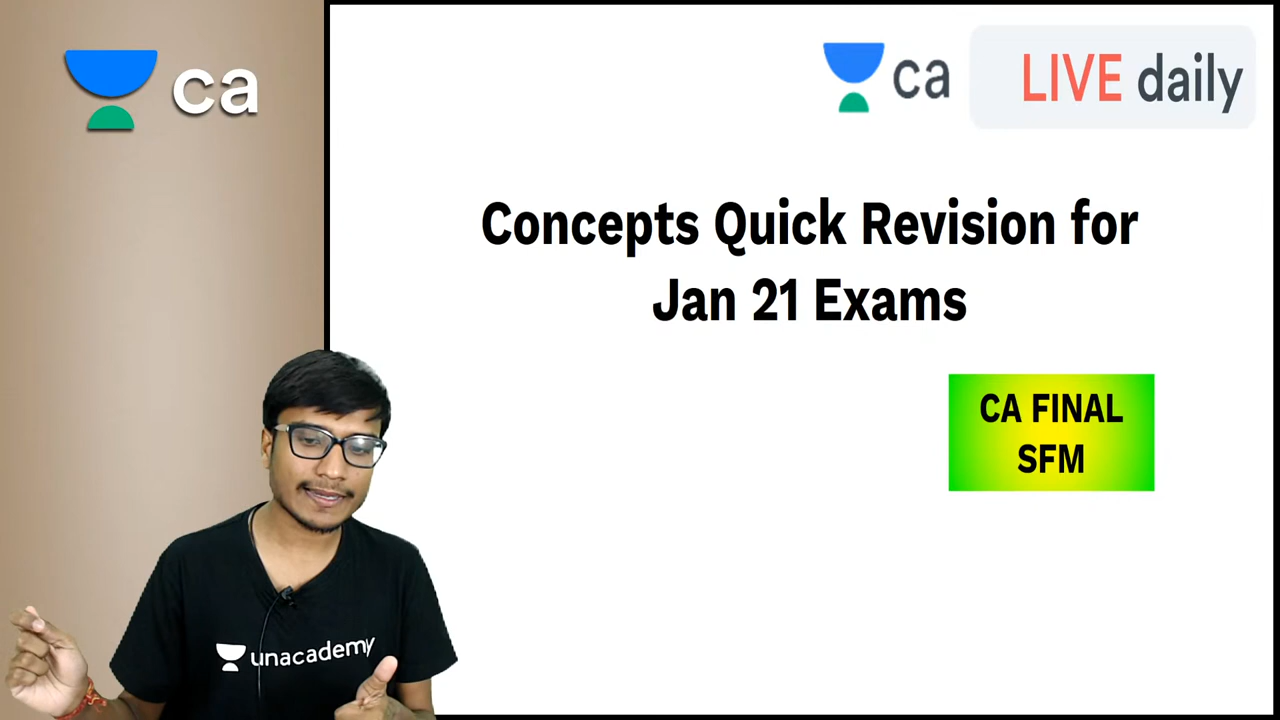 ca
ca
LIVE daily
Concepts Quick Revision for
Jan 21 Exams
CA FINAL
SFM
unacademy